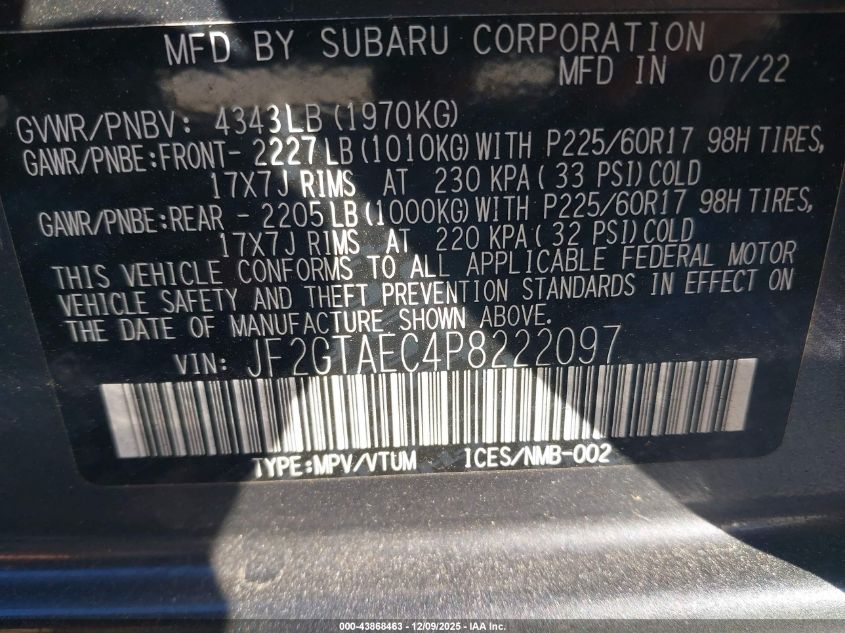 MFD BY SUBARU CORPORATION
MFD IN 07/22
GVWR/PNBV: 4343LB (1970KG)
GAWR/PNBE:FRONT- 2227 LB (1010KG) WITH P225/60R17 98H TIRES,
17X7J RIMS AT 230 KPA ( 33 PSI) COLD
GAWR/PNBE:REAR - 2205 LB (1000KG) WITH P225/60R17 98H TIRES,
17X7J RIMS AT 220 KPA ( 32 PSI) COLD
THIS VEHICLE CONFORMS TO ALL APPLICABLE FEDERAL MOTOR
VEHICLE SAFETY AND THEFT PREVENTION STANDARDS IN EFFECT ON
THE DATE OF MANUFACTURE SHOWN ABOVE.
VIN: JF2GTAEC4P8222097
TYPE:MPV/VTUM ICES/NMB-002
000-43868463 | 12/09/2025 - IAA Inc.